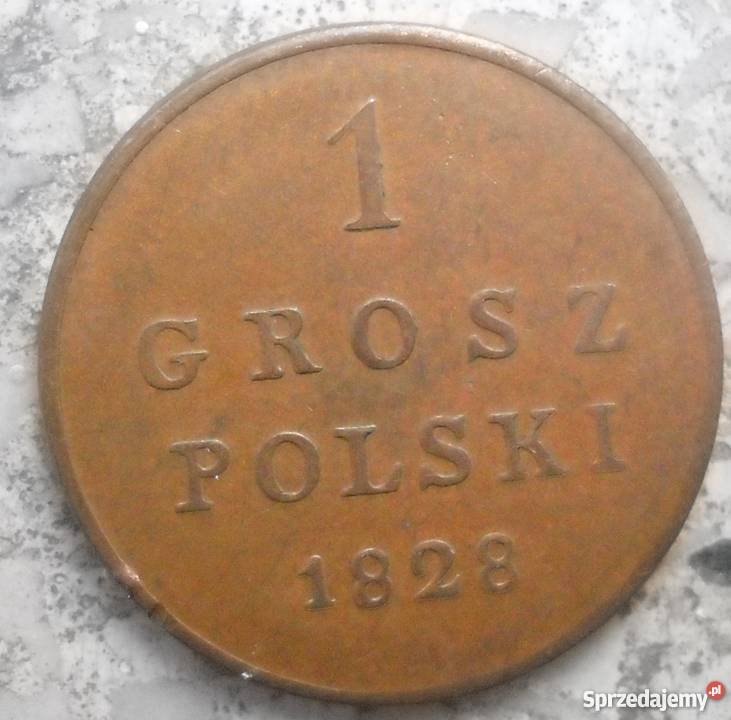 1
GROSZ
POLSKI
1828
Sprzedajemy.pl